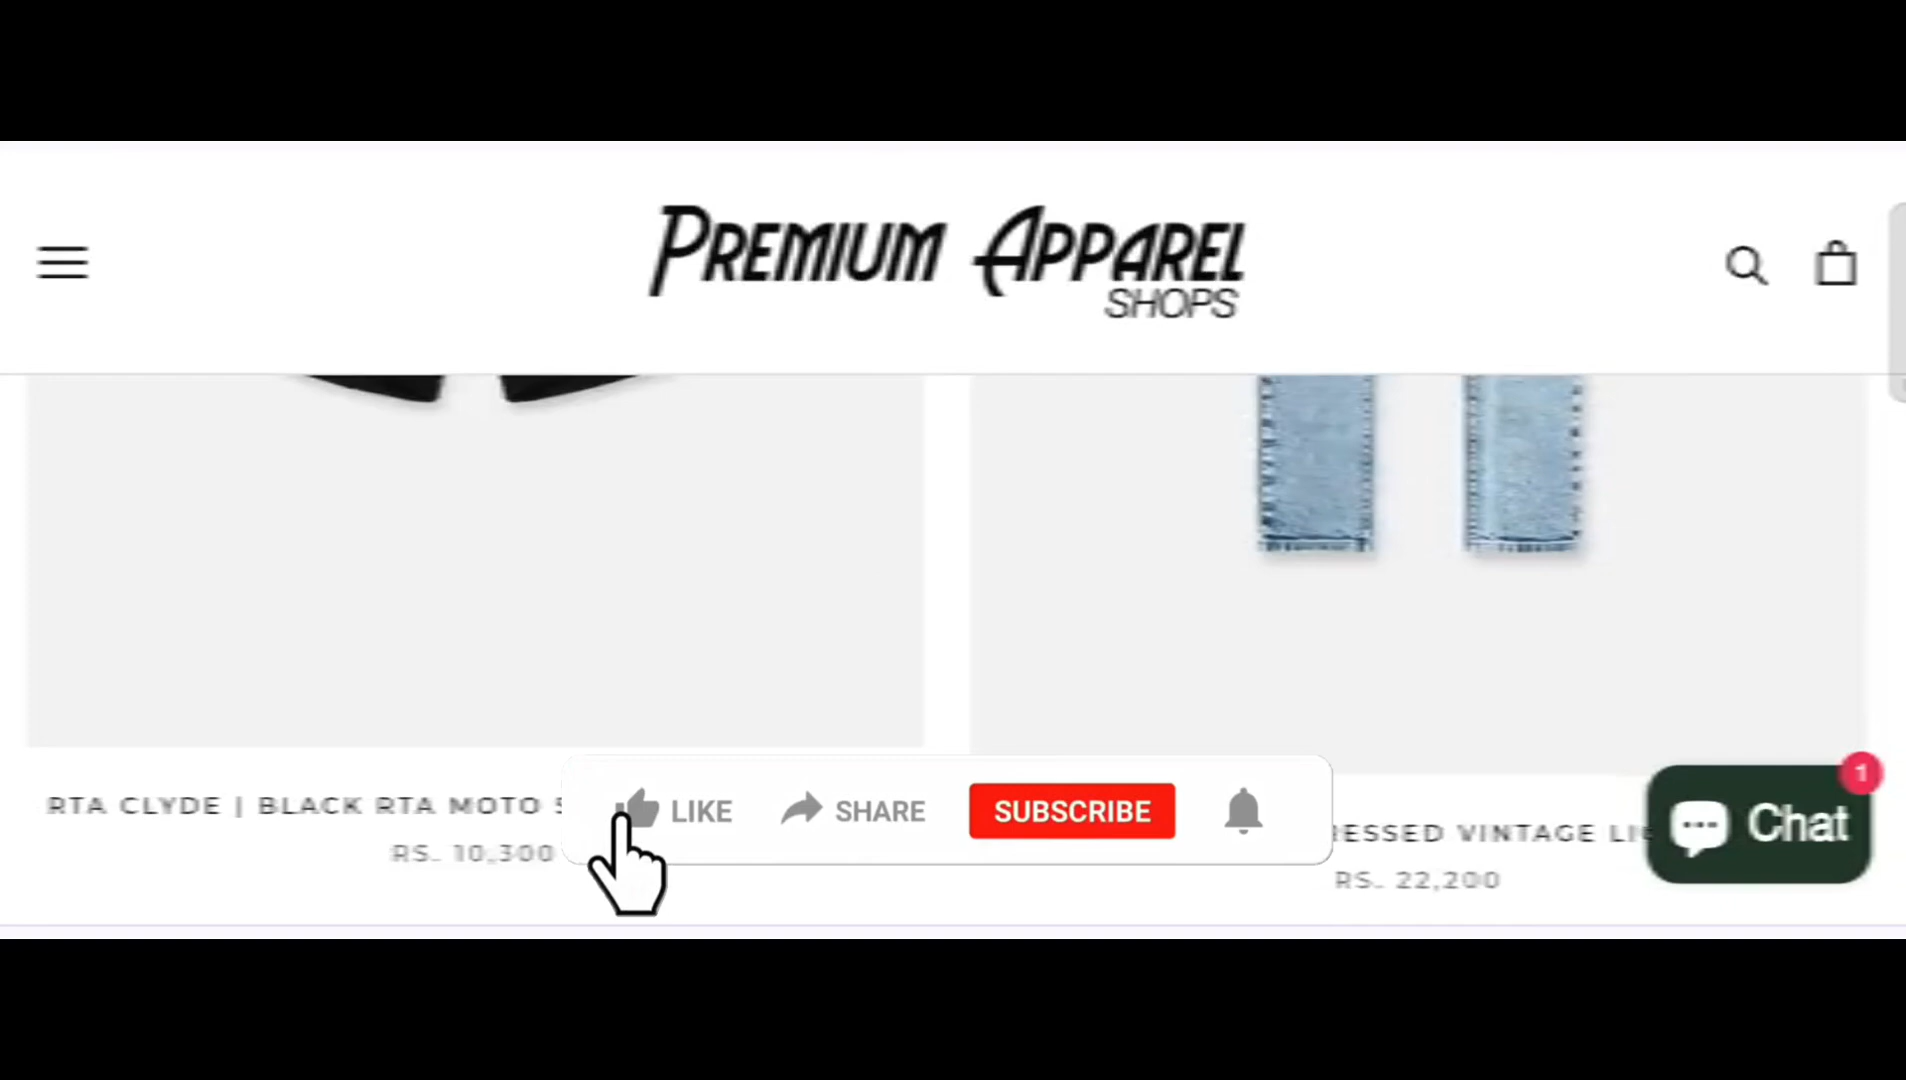 PREMIUM APPAREL
SHOPS
RTA CLYDE | BLACK RTA MOTO
RS. 10,300
LIKE
SHARE
SUBSCRIBE
VINTAGE
RS. 22,200
1
Chat